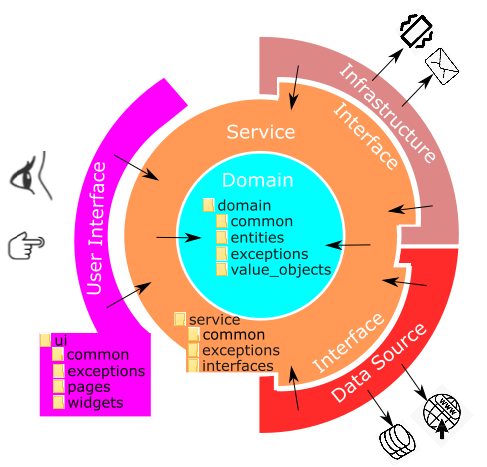 Infrastructure
Interface
Service
Domain
domain
common
entities
exceptions
value_objects
User Interface
service
common
exceptions
interfaces
Interface
Data Source
ui
common
exceptions
pages
widgets
WWW